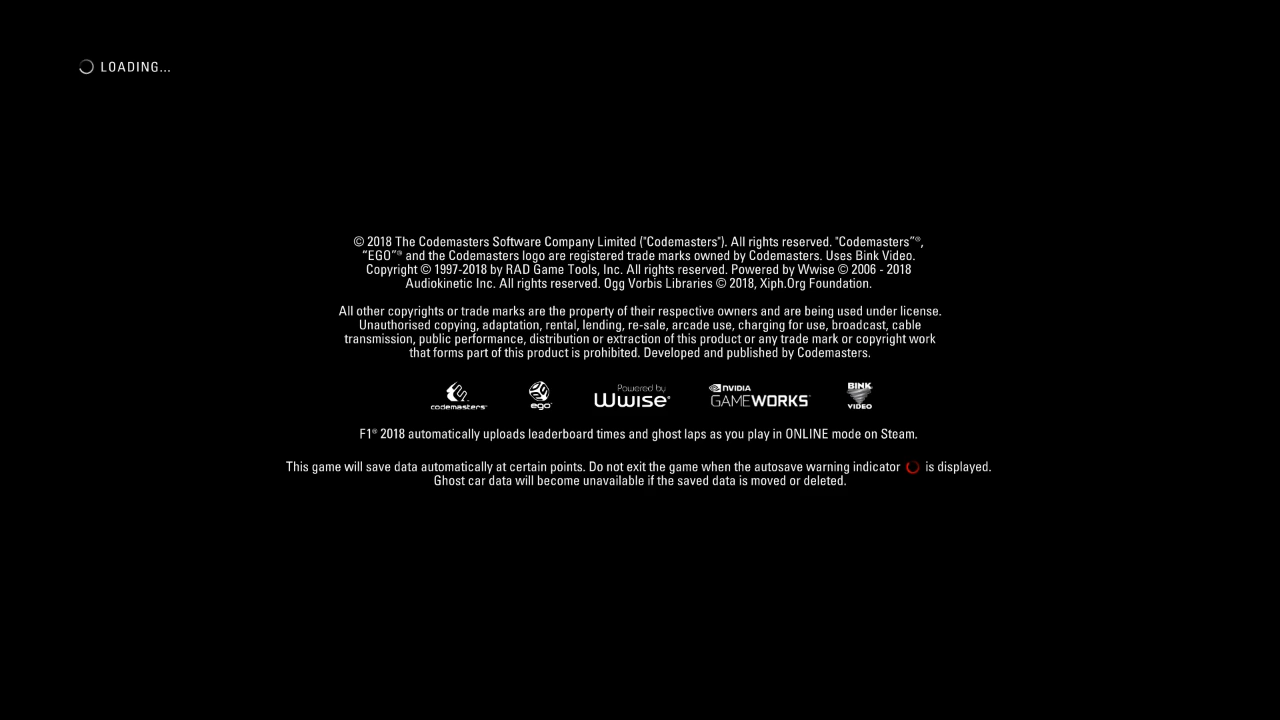 LOADING...
© 2018 The Codemasters Software Company Limited ("Codemasters"). All rights reserved. "Codemasters"®,
"EGO"® and the Codemasters logo are registered trade marks owned by Codemasters. Uses Bink Video.
Copyright © 1997-2018 by RAD Game Tools, Inc. All rights reserved. Powered by Wwise © 2006 - 2018
Audiokinetic Inc. All rights reserved. Ogg Vorbis Libraries © 2018, Xiph.Org Foundation.
All other copyrights or trade marks are the property of their respective owners and are being used under license.
Unauthorised copying, adaptation, rental, lending, re-sale, arcade use, charging for use, broadcast, cable
transmission, public performance, distribution or extraction of this product or any trade mark or copyright work
that forms part of this product is prohibited. Developed and published by Codemasters.
codemasters® ego® Powered by Wwise® NVIDIA GAMEWORKS BINK VIDEO
F1® 2018 automatically uploads leaderboard times and ghost laps as you play in ONLINE mode on Steam.
This game will save data automatically at certain points. Do not exit the game when the autosave warning indicator is displayed.
Ghost car data will become unavailable if the saved data is moved or deleted.